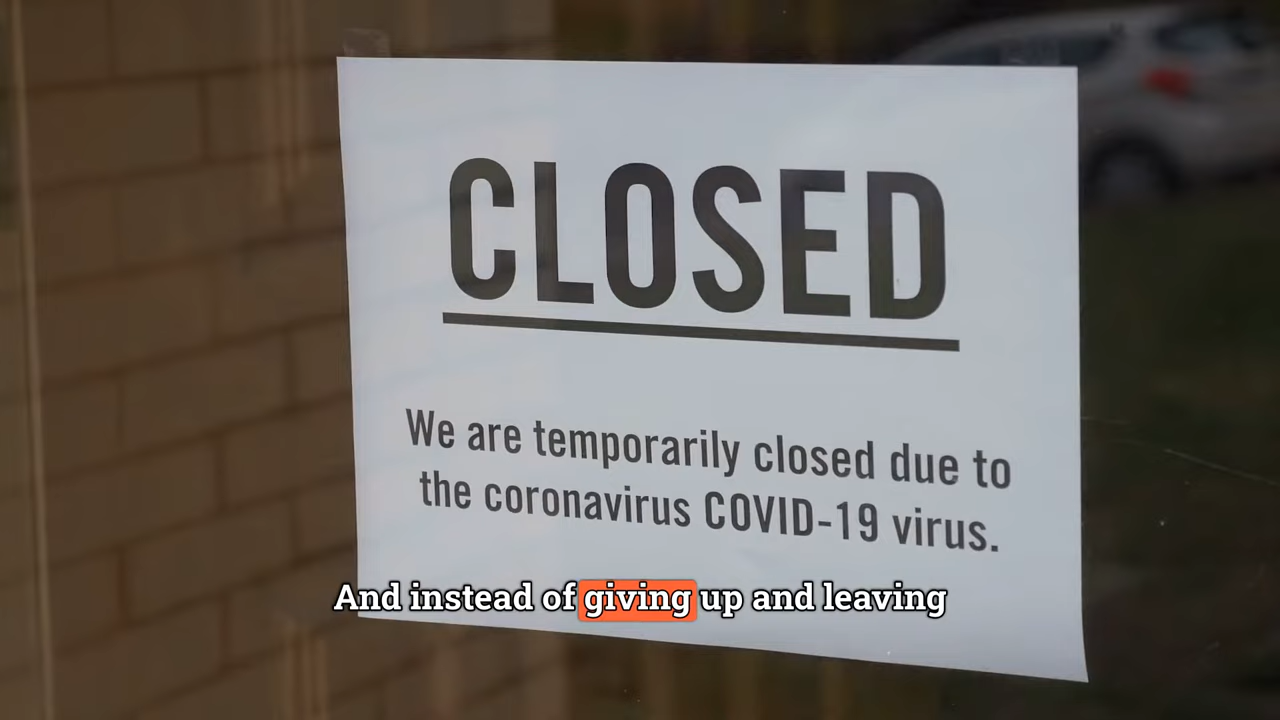 CLOSED
We are temporarily closed due to
the coronavirus COVID-19 virus.
And instead of giving up and leaving